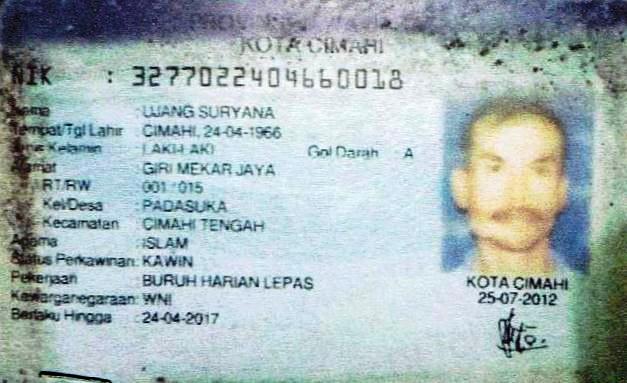 PROVINSI
KOTA CIMAHI
NIK : 3277022404660018
Nama : UJANG SURYANA
Tempat/Tgl Lahir : CIMAHI, 24-04-1966
Jenis Kelamin : LAKI-LAKI Gol Darah : A
Alamat : GIRI MEKAR JAYA
RT/RW : 001/015
Kel/Desa : PADASUKA
Kecamatan : CIMAHI TENGAH
Agama : ISLAM
Status Perkawinan: KAWIN
Pekerjaan : BURUH HARIAN LEPAS
Kewarganegaraan: WNI
Berlaku Hingga : 24-04-2017
KOTA CIMAHI
25-07-2012